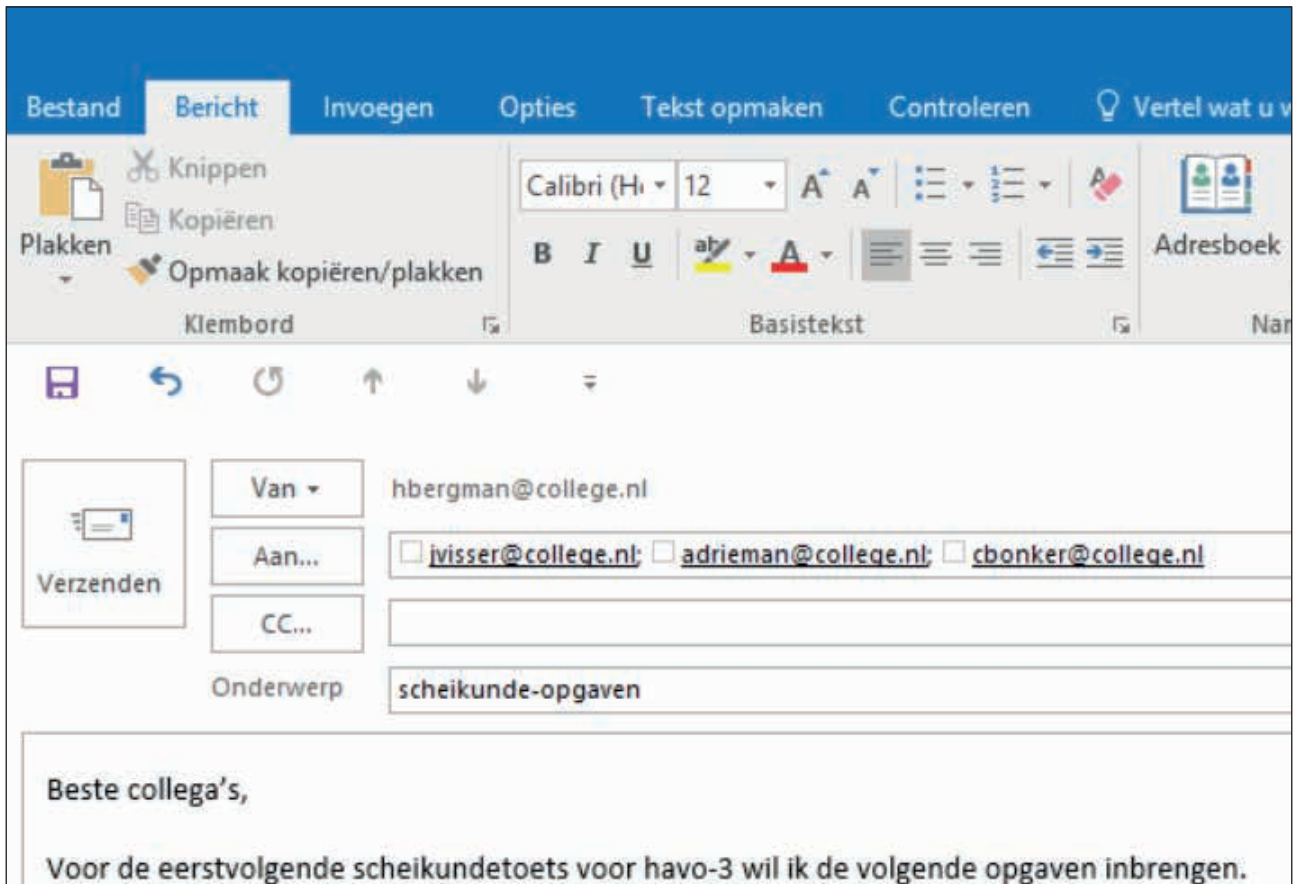 Bestand Bericht Invoegen Opties Tekst opmaken Controleren Vertel wat u
Knippen
Kopiëren
Plakken
Opmaak kopiëren/plakken
Calibri (H 12
B I U
Adresboek
Klembord Basistekst
Van hbergman@college.nl
Aan... jvisser@college.nl; adrieman@college.nl; cbonker@college.nl
Verzenden
CC...
Onderwerp scheikunde-opgaven
Beste collega's,
Voor de eerstvolgende scheikundetoets voor havo-3 wil ik de volgende opgaven inbrengen.